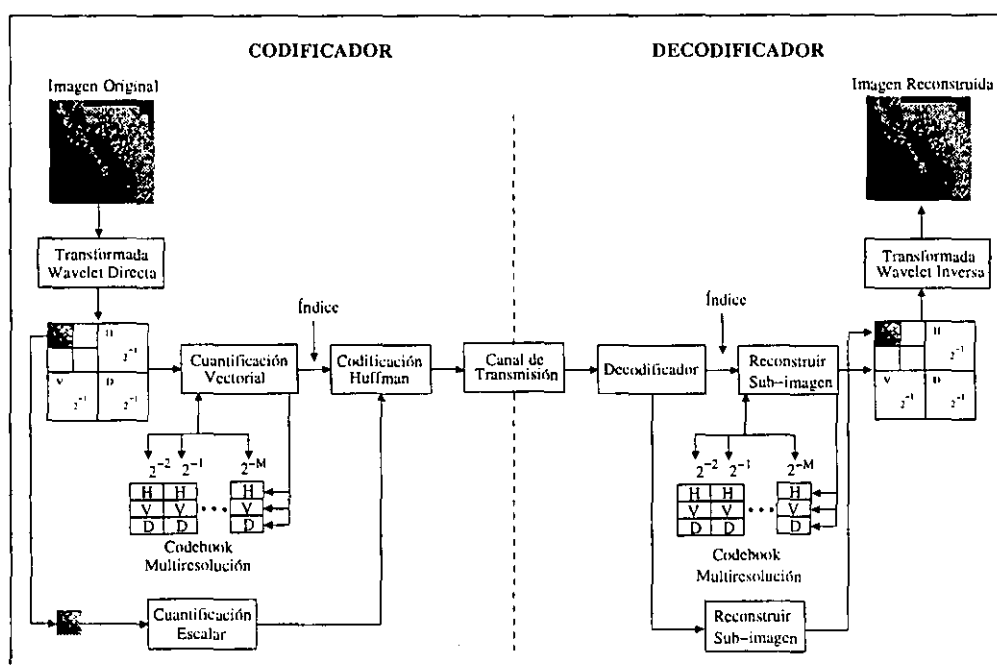 CODIFICADOR
DECODIFICADOR
Imagen Original
Imagen Reconstruida
Transformada
Wavelet Directa
Transformada
Wavelet Inversa
H
2^-1
V
D
2^-1
2^-1
Cuantificación
Vectorial
Índice
Codificación
Huffman
Canal de
Transmisión
Decodificador
Índice
Reconstruir
Sub-imagen
H
2^-1
V
D
2^-1
2^-1
2^-2 2^-1 2^-M
H H H
V V ... V
D D D
Codebook
Multiresolución
2^-2 2^-1 2^-M
H H H
V V ... V
D D D
Codebook
Multiresolución
Cuantificación
Escalar
Reconstruir
Sub-imagen